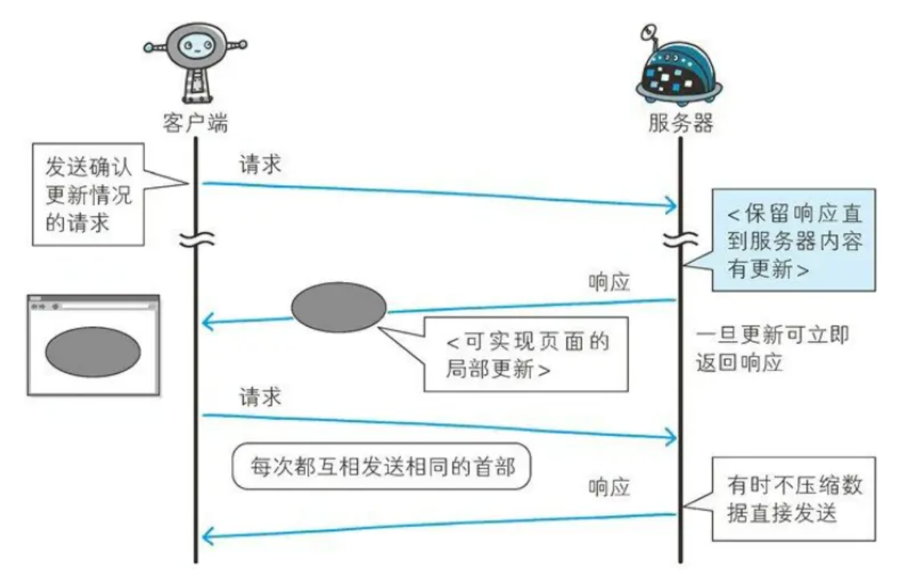 客户端
服务器
发送确认
更新情况
的请求
请求
<保留响应直
到服务器内容
有更新>
响应
<可实现页面的
局部更新>
一旦更新可立即
返回响应
请求
每次都互相发送相同的首部
响应
有时不压缩数
据直接发送